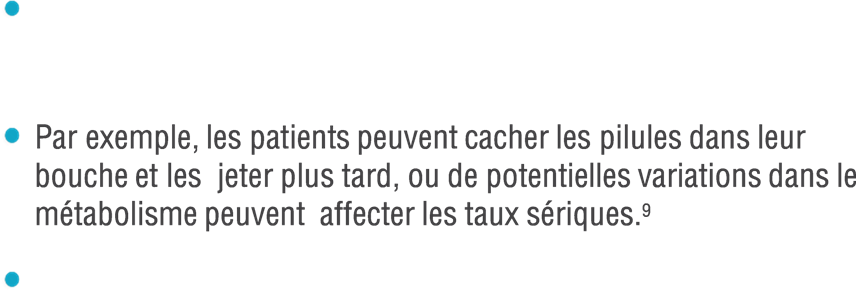 Par exemple, les patients peuvent cacher les pilules dans leur
bouche et les jeter plus tard, ou de potentielles variations dans le
métabolisme peuvent affecter les taux sériques.⁹